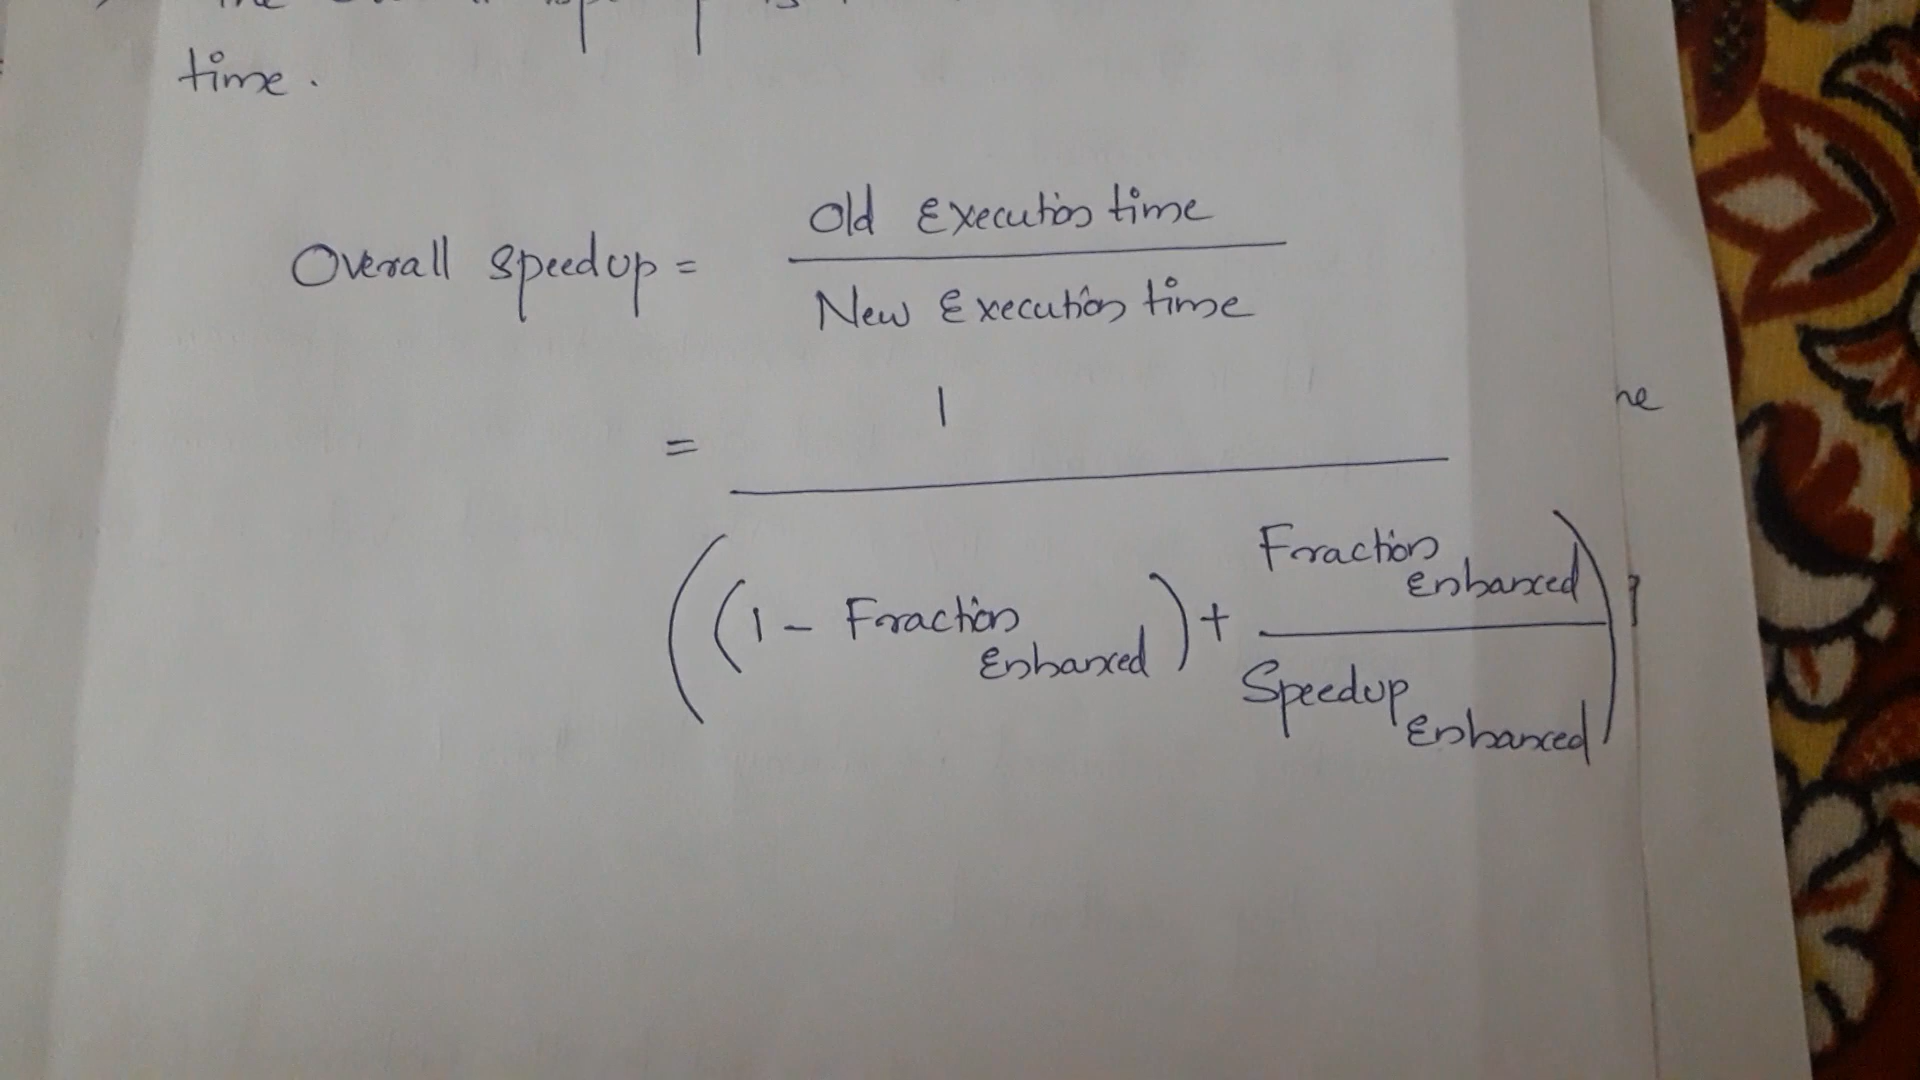 time.
Overall speedup = Old Execution time
New Execution time
= 1
((1 - Fraction Enhanced) + Fraction Enhanced
Speedup Enhanced)